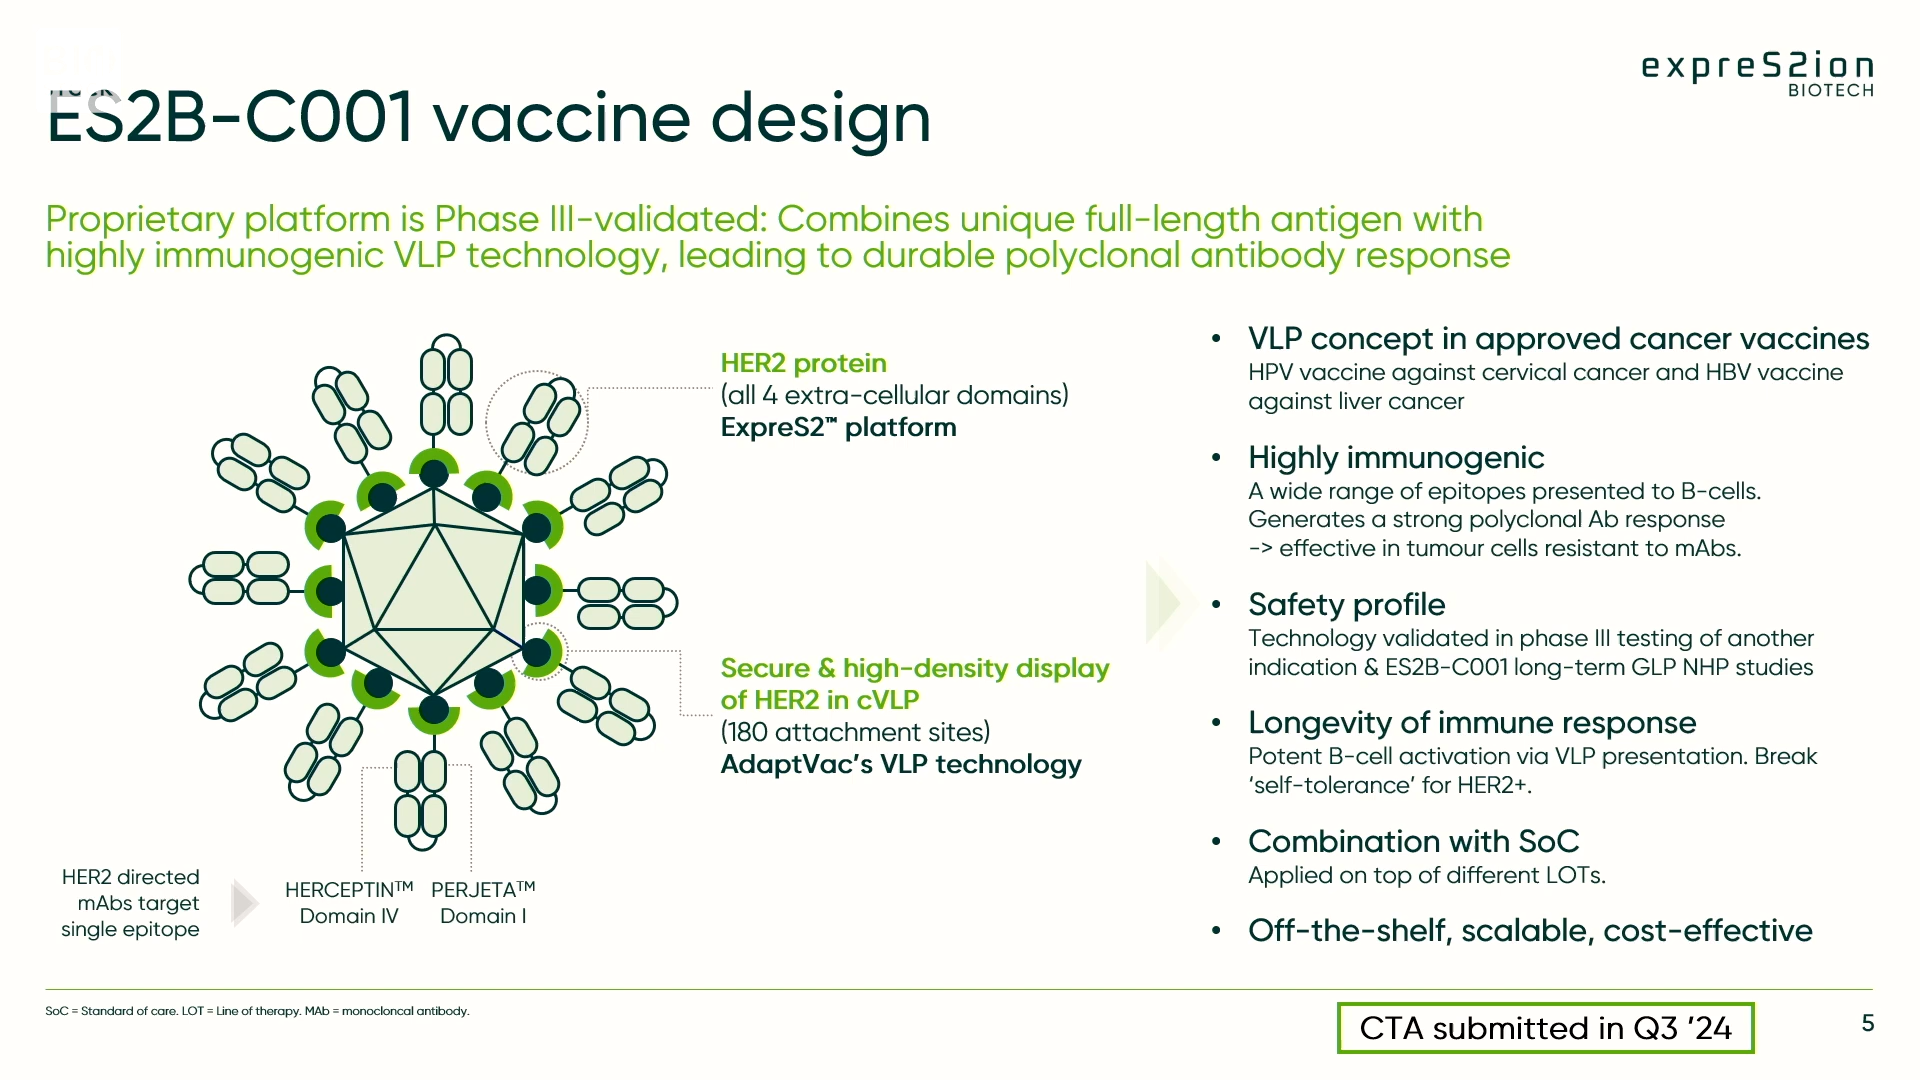 expreS2ion
BIOTECH
ES2B-C001 vaccine design
Proprietary platform is Phase III-validated: Combines unique full-length antigen with
highly immunogenic VLP technology, leading to durable polyclonal antibody response
HER2 protein
(all 4 extra-cellular domains)
ExpreS2™ platform
Secure & high-density display
of HER2 in cVLP
(180 attachment sites)
AdaptVac's VLP technology
HER2 directed
mAbs target
single epitope
HERCEPTIN™
Domain IV
PERJETA™
Domain I
• VLP concept in approved cancer vaccines
HPV vaccine against cervical cancer and HBV vaccine
against liver cancer
• Highly immunogenic
A wide range of epitopes presented to B-cells.
Generates a strong polyclonal Ab response
-> effective in tumour cells resistant to mAbs.
• Safety profile
Technology validated in phase III testing of another
indication & ES2B-C001 long-term GLP NHP studies
• Longevity of immune response
Potent B-cell activation via VLP presentation. Break
‘self-tolerance’ for HER2+.
• Combination with SoC
Applied on top of different LOTs.
• Off-the-shelf, scalable, cost-effective
SoC = Standard of care. LOT = Line of therapy. MAb = monocloncal antibody.
CTA submitted in Q3 ’24
5